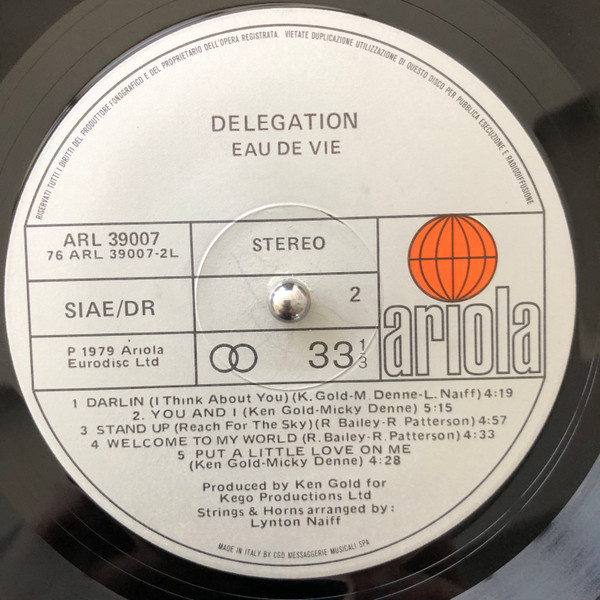 RISERVATI TUTTI I DIRITTI DEL PRODUTTORE FONOGRAFICO E DEL PROPRIETARIO DELL'OPERA REGISTRATA. VIETATE DUPLICAZIONE UTILIZZAZIONE DI QUESTO DISCO PER PUBBLICA ESECUZIONE E RADIODIFFUSIONE
DELEGATION
EAU DE VIE
ARL 39007
76 ARL 39007-2L
STEREO
SIAE/DR
2
ariola
P 1979 Ariola
Eurodisc Ltd
33 1/3
1 DARLIN (I Think About You) (K. Gold-M. Denne-L. Naiff) 4:19
2. YOU AND I (Ken Gold-Micky Denne) 5:15
3 STAND UP (Reach For The Sky) (R Bailey-R Patterson) 4:57
4 WELCOME TO MY WORLD (R. Bailey-R. Patterson) 4:33
5 PUT A LITTLE LOVE ON ME
(Ken Gold-Micky Denne) 4:28
Produced by Ken Gold for
Kego Productions Ltd
Strings & Horns arranged by:
Lynton Naiff
MADE IN ITALY BY CGD MESSAGGERIE MUSICALI SPA